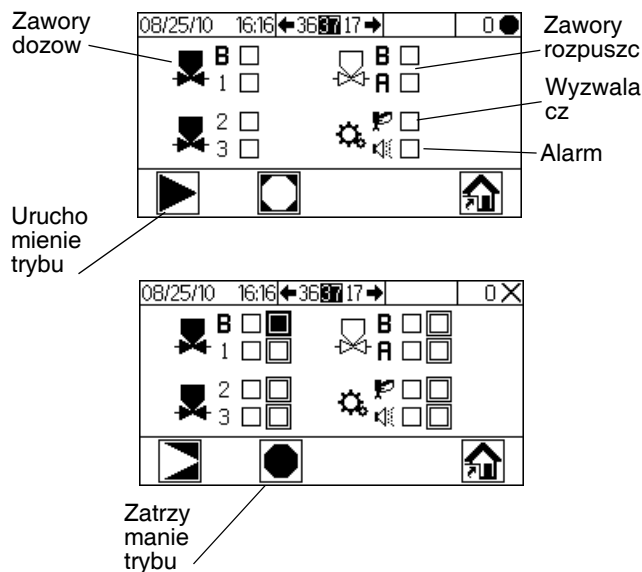 Zawory
dozow
08/25/10 16:16 36 37 17 0
Zawory
rozpuszc
B B
1 A
Wyzwala
cz
2
3
Alarm
Urucho
mienie
trybu
08/25/10 16:16 36 37 17 0
B B
1 A
2
3
Zatrzy
manie
trybu